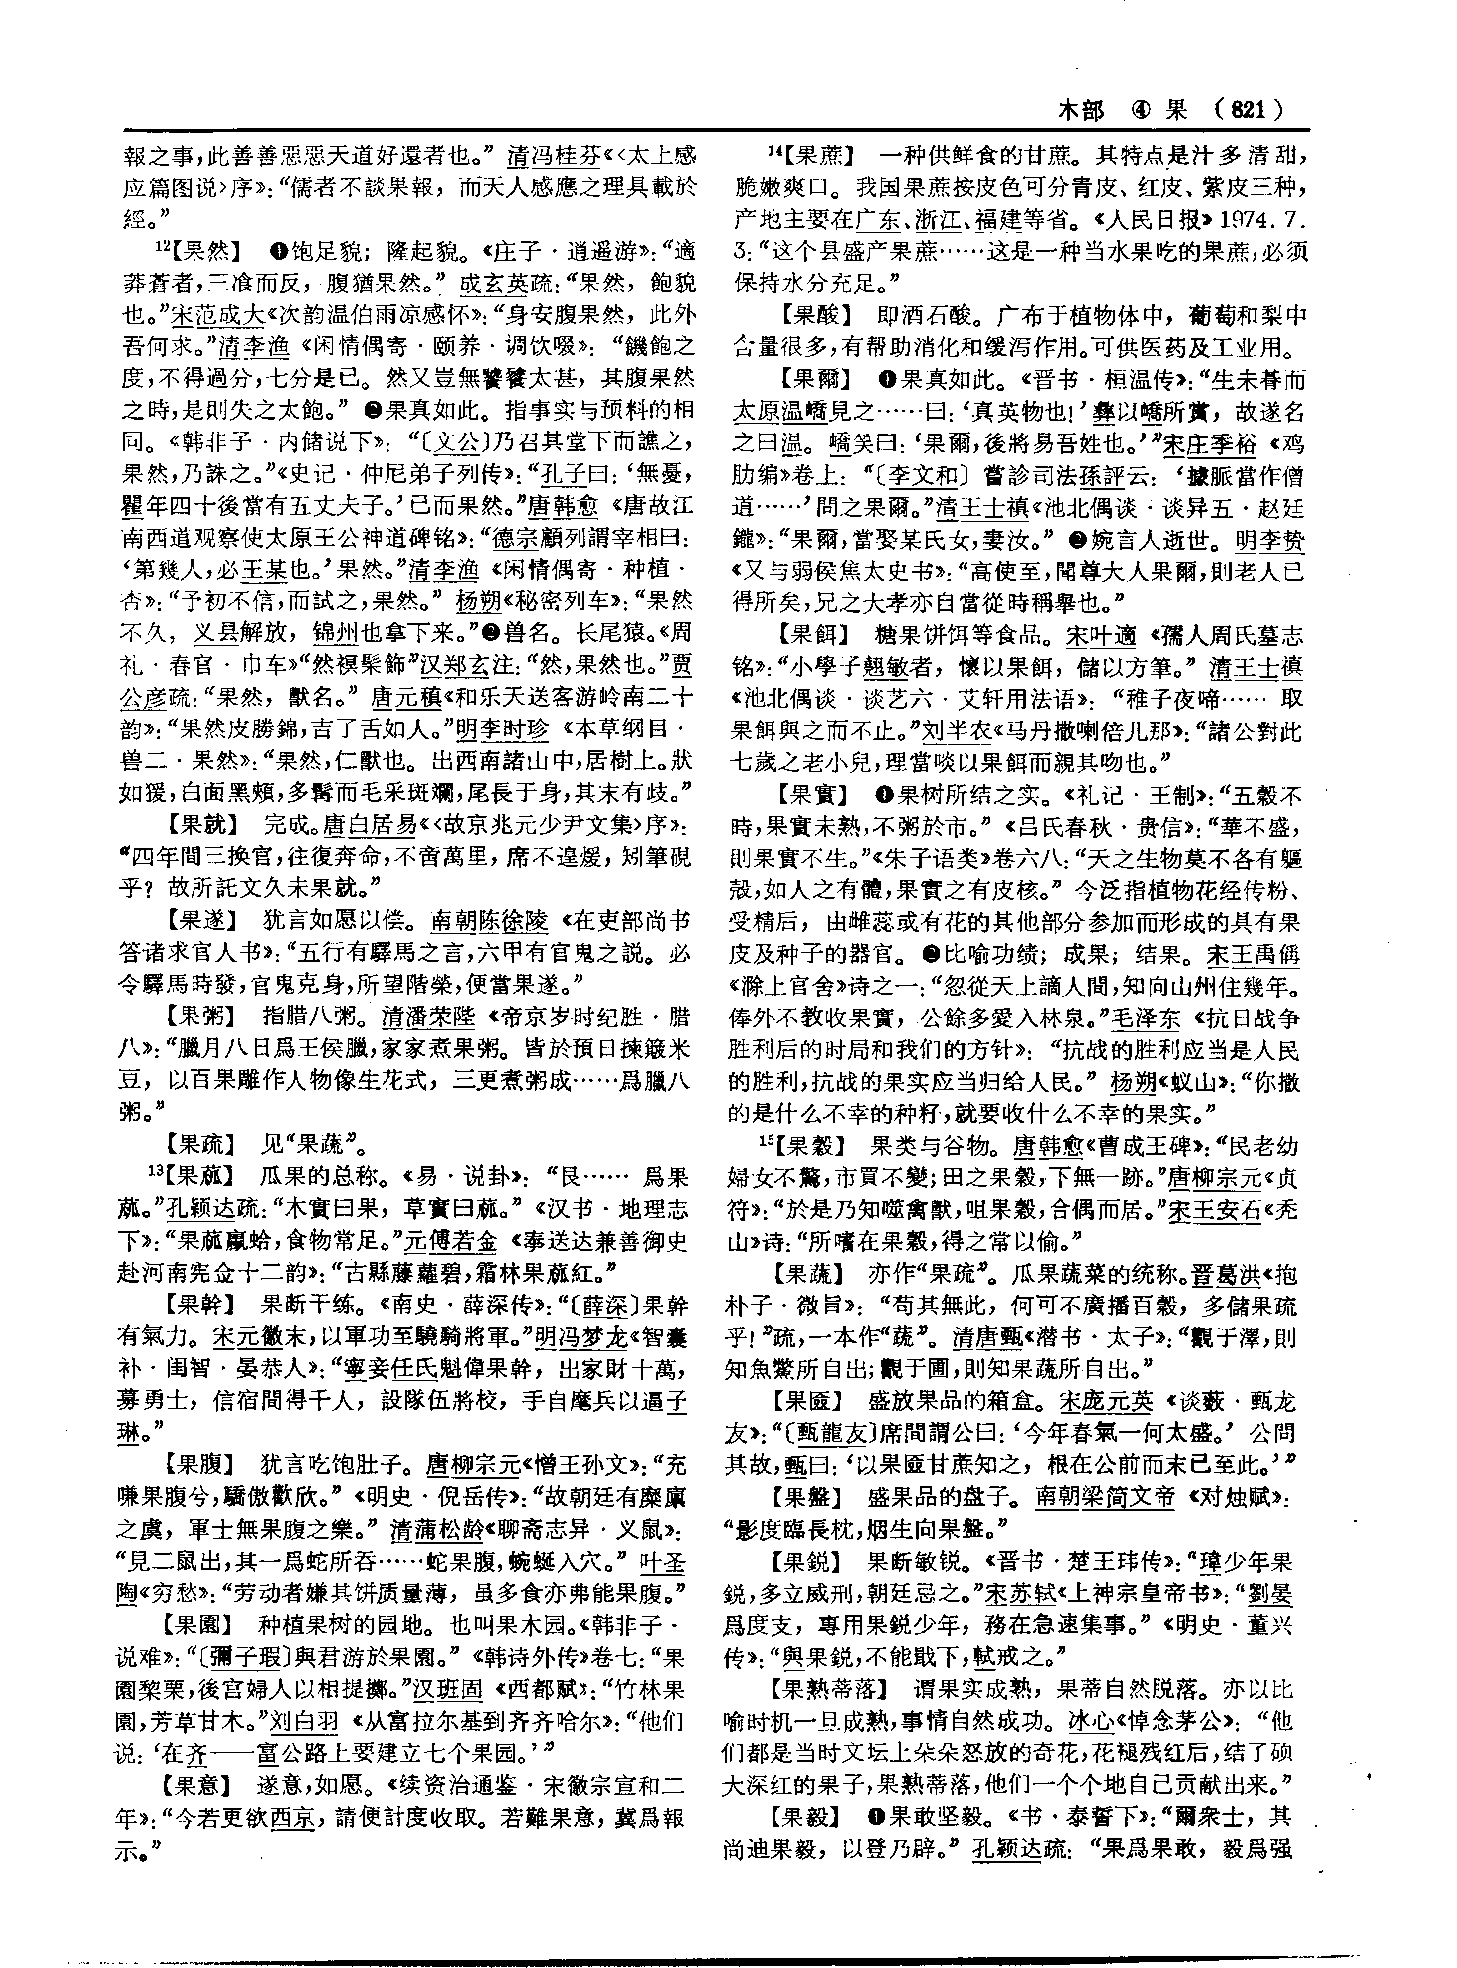 木部 ④ 果 （821）
報之事，此善善惡惡天道好還者也。”清冯桂芬《〈太上感
应篇图说〉序》：“儒者不談果報，而天人感應之理具載於
經。”
¹²【果然】 ❶饱足貌；隆起貌。《庄子·逍遥游》：“適
莽蒼者，三飡而反，腹猶果然。”成玄英疏：“果然，飽貌
也。”宋范成大《次韵温伯雨凉感怀》：“身安腹果然，此外
吾何求。”清李渔《闲情偶寄·颐养·调饮啜》：“饑飽之
度，不得過分，七分是已。然又豈無饕餮太甚，其腹果然
之時，是則失之太飽。”❷果真如此。指事实与预料的相
同。《韩非子·内储说下》：“〔文公〕乃召其堂下而譙之，
果然，乃誅之。”《史记·仲尼弟子列传》：“孔子曰：‘無憂，
瞿年四十後當有五丈夫子。’已而果然。”唐韩愈《唐故江
南西道观察使太原王公神道碑铭》：“德宗顧列謂宰相曰：
‘第幾人，必王某也。’果然。”清李渔《闲情偶寄·种植·
杏》：“予初不信，而試之，果然。”杨朔《秘密列车》：“果然
不久，义县解放，锦州也拿下来。”❷兽名。长尾猿。《周
礼·春官·巾车》“然䙏髹飾”汉郑玄注：“然，果然也。”贾
公彦疏：“果然，獸名。”唐元稹《和乐天送客游岭南二十
韵》：“果然皮勝錦，吉了舌如人。”明李时珍《本草纲目·
兽二·果然》：“果然，仁獸也。出西南諸山中，居樹上。狀
如猨，白面黑頰，多髯而毛采斑斕，尾長于身，其末有歧。”
【果就】 完成。唐白居易《〈故京兆元少尹文集〉序》：
“四年間三换官，往復奔命，不啻萬里，席不遑煖，矧筆硯
乎？故所託文久未果就。”
【果遂】 犹言如愿以偿。南朝陈徐陵《在吏部尚书
答诸求官人书》：“五行有驛馬之言，六甲有官鬼之説。必
令驛馬時發，官鬼克身，所望階榮，便當果遂。”
【果粥】 指腊八粥。清潘荣陛《帝京岁时纪胜·腊
八》：“臘月八日爲王侯臘，家家煮果粥。皆於預日揀簸米
豆，以百果雕作人物像生花式，三更煮粥成……爲臘八
粥。”
【果疏】 见“果蔬”。
¹³【果蓏】 瓜果的总称。《易·说卦》：“艮……爲果
蓏。”孔颖达疏：“木實曰果，草實曰蓏。”《汉书·地理志
下》：“果蓏蠃蛤，食物常足。”元傅若金《奉送达兼善御史
赴河南宪佥十二韵》：“古縣藤蘿碧，霜林果蓏紅。”
【果幹】 果断干练。《南史·薛深传》：“〔薛深〕果幹
有氣力。宋元徽末，以軍功至驍騎將軍。”明冯梦龙《智囊
补·闺智·晏恭人》：“寧妾任氏魁偉果幹，出家財十萬，
募勇士，信宿間得千人，設隊伍將校，手自麾兵以逼子
琳。”
【果腹】 犹言吃饱肚子。唐柳宗元《憎王孙文》：“充
嗛果腹兮，驕傲歡欣。”《明史·倪岳传》：“故朝廷有糜廩
之虞，軍士無果腹之樂。”清蒲松龄《聊斋志异·义鼠》：
“見二鼠出，其一爲蛇所吞……蛇果腹，蜿蜒入穴。”叶圣
陶《穷愁》：“劳动者嫌其饼质量薄，虽多食亦弗能果腹。”
【果園】 种植果树的园地。也叫果木园。《韩非子·
说难》：“〔彌子瑕〕與君游於果園。”《韩诗外传》卷七：“果
園棃栗，後宫婦人以相提擲。”汉班固《西都赋》：“竹林果
園，芳草甘木。”刘白羽《从富拉尔基到齐齐哈尔》：“他们
说：‘在齐——富公路上要建立七个果园。’”
【果意】 遂意，如愿。《续资治通鉴·宋徽宗宣和二
年》：“今若更欲西京，請便計度收取。若難果意，冀爲報
示。”
¹⁴【果蔗】 一种供鲜食的甘蔗。其特点是汁多清甜，
脆嫩爽口。我国果蔗按皮色可分青皮、红皮、紫皮三种，
产地主要在广东、浙江、福建等省。《人民日报》1974．7．
3：“这个县盛产果蔗……这是一种当水果吃的果蔗，必须
保持水分充足。”
【果酸】 即酒石酸。广布于植物体中，葡萄和梨中
含量很多，有帮助消化和缓泻作用。可供医药及工业用。
【果爾】 ❶果真如此。《晋书·桓温传》：“生未朞而
太原温嶠見之……曰：‘真英物也！’彝以嶠所賞，故遂名
之曰温。嶠笑曰：‘果爾，後將易吾姓也。’”宋庄季裕《鸡
肋编》卷上：“〔李文和〕嘗診司法孫評云：‘據脈當作僧
道……’問之果爾。”清王士禛《池北偶谈·谈异五·赵廷
鑨》：“果爾，當娶某氏女，妻汝。”❷婉言人逝世。明李贽
《又与弱侯焦太史书》：“高使至，聞尊大人果爾，則老人已
得所矣，兄之大孝亦自當從時稱舉也。”
【果餌】 糖果饼饵等食品。宋叶適《孺人周氏墓志
铭》：“小學子翹敏者，懷以果餌，儲以方筆。”清王士禛
《池北偶谈·谈艺六·艾轩用法语》：“稚子夜啼……取
果餌與之而不止。”刘半农《马丹撒喇倍儿那》：“諸公對此
七歲之老小兒，理當啖以果餌而親其吻也。”
【果實】 ❶果树所结之实。《礼记·王制》：“五穀不
時，果實未熟，不粥於市。”《吕氏春秋·贵信》：“華不盛，
則果實不生。”《朱子语类》卷六八：“天之生物莫不各有軀
殼，如人之有體，果實之有皮核。”今泛指植物花经传粉、
受精后，由雌蕊或有花的其他部分参加而形成的具有果
皮及种子的器官。❷比喻功绩；成果；结果。宋王禹偁
《滁上官舍》诗之一：“忽從天上謫人間，知向山州住幾年。
俸外不教收果實，公餘多愛入林泉。”毛泽东《抗日战争
胜利后的时局和我们的方针》：“抗战的胜利应当是人民
的胜利，抗战的果实应当归给人民。”杨朔《蚁山》：“你撒
的是什么不幸的种籽，就要收什么不幸的果实。”
¹⁵【果穀】 果类与谷物。唐韩愈《曹成王碑》：“民老幼
婦女不驚，市買不變；田之果穀，下無一跡。”唐柳宗元《贞
符》：“於是乃知噬禽獸，咀果穀，合偶而居。”宋王安石《秃
山》诗：“所嗜在果穀，得之常以偷。”
【果蔬】 亦作“果疏”。瓜果蔬菜的统称。晋葛洪《抱
朴子·微旨》：“苟其無此，何可不廣播百穀，多儲果疏
乎！”疏，一本作“蔬”。清唐甄《潜书·太子》：“觀于澤，則
知魚鱉所自出；觀于圃，則知果蔬所自出。”
【果匳】 盛放果品的箱盒。宋庞元英《谈薮·甄龙
友》：“〔甄龍友〕席間謂公曰：‘今年春氣一何太盛。’公問
其故，甄曰：‘以果匳甘蔗知之，根在公前而末已至此。’”
【果盤】 盛果品的盘子。南朝梁简文帝《对烛赋》：
“影度臨長枕，烟生向果盤。”
【果鋭】 果断敏锐。《晋书·楚王玮传》：“瑋少年果
鋭，多立威刑，朝廷忌之。”宋苏轼《上神宗皇帝书》：“劉晏
爲度支，專用果鋭少年，務在急速集事。”《明史·董兴
传》：“興果鋭，不能戢下，軾戒之。”
【果熟蒂落】 谓果实成熟，果蒂自然脱落。亦以比
喻时机一旦成熟，事情自然成功。冰心《悼念茅公》：“他
们都是当时文坛上朵朵怒放的奇花，花褪残红后，结了硕
大深红的果子，果熟蒂落，他们一个个地自己贡献出来。”
【果毅】 ❶果敢坚毅。《书·泰誓下》：“爾衆士，其
尚迪果毅，以登乃辟。”孔颖达疏：“果爲果敢，毅爲强